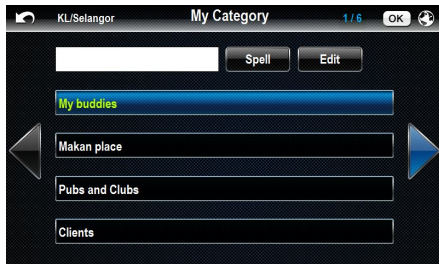 KL/Selangor My Category 1/6 OK
Spell Edit
My buddies
Makan place
Pubs and Clubs
Clients